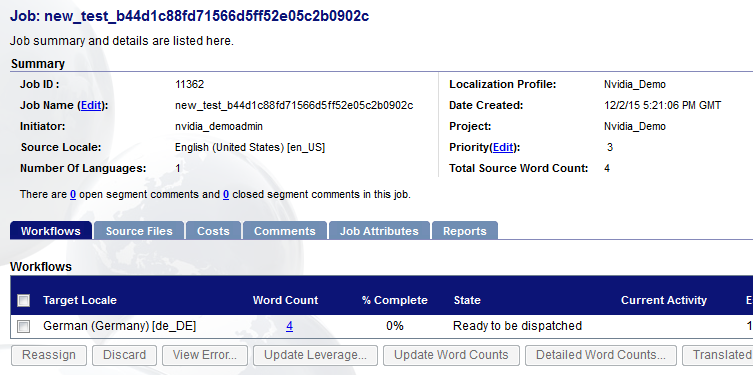 Job: new_test_b44d1c88fd71566d5ff52e05c2b0902c
Job summary and details are listed here.
Summary
Job ID : 11362 Localization Profile: Nvidia_Demo
Job Name (Edit): new_test_b44d1c88fd71566d5ff52e05c2b0902c Date Created: 12/2/15 5:21:06 PM GMT
Initiator: nvidia_demoadmin Project: Nvidia_Demo
Source Locale: English (United States) [en_US] Priority(Edit): 3
Number Of Languages: 1 Total Source Word Count: 4
There are 0 open segment comments and 0 closed segment comments in this job.
Workflows Source Files Costs Comments Job Attributes Reports
Workflows
Target Locale Word Count % Complete State Current Activity E
German (Germany) [de_DE] 4 0% Ready to be dispatched 1
Reassign Discard View Error... Update Leverage... Update Word Counts Detailed Word Counts... Translated